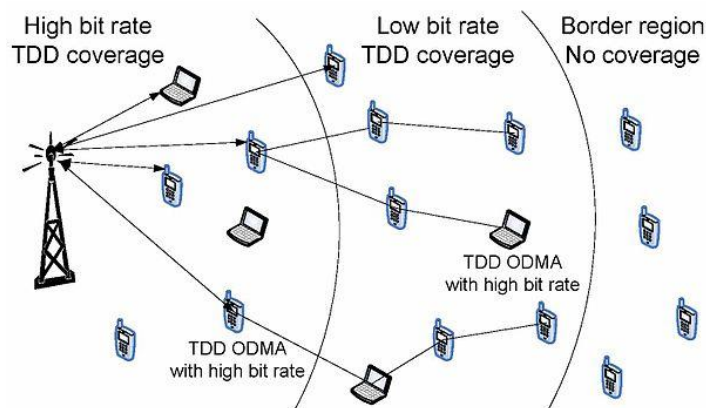 High bit rate
TDD coverage
Low bit rate
TDD coverage
Border region
No coverage
TDD ODMA
with high bit rate
TDD ODMA
with high bit rate